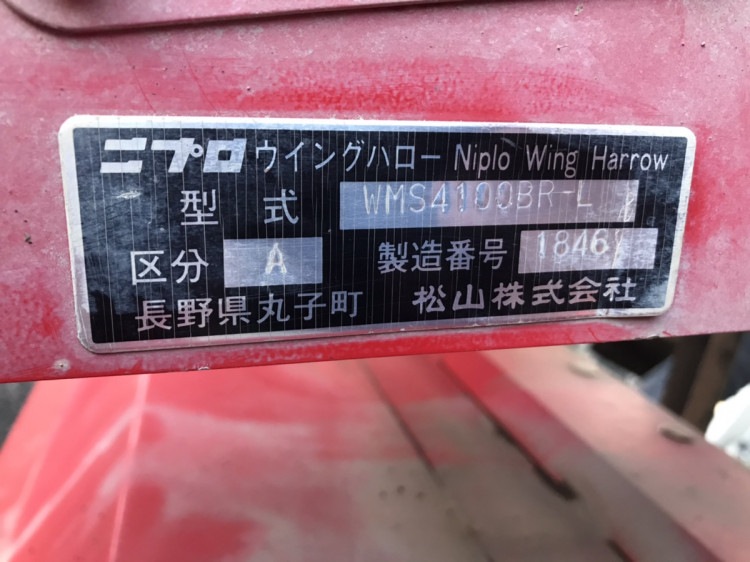 ニプロ ウイングハロー Niplo Wing Harrow
型式 WMS4100BR-L
区分 A 製造番号 1846
長野県丸子町 松山株式会社